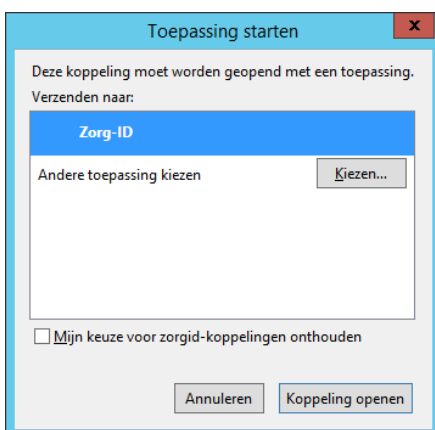 Toepassing starten
x
Deze koppeling moet worden geopend met een toepassing.
Verzenden naar:
Zorg-ID
Andere toepassing kiezen
Kiezen...
Mijn keuze voor zorgid-koppelingen onthouden
Annuleren
Koppeling openen